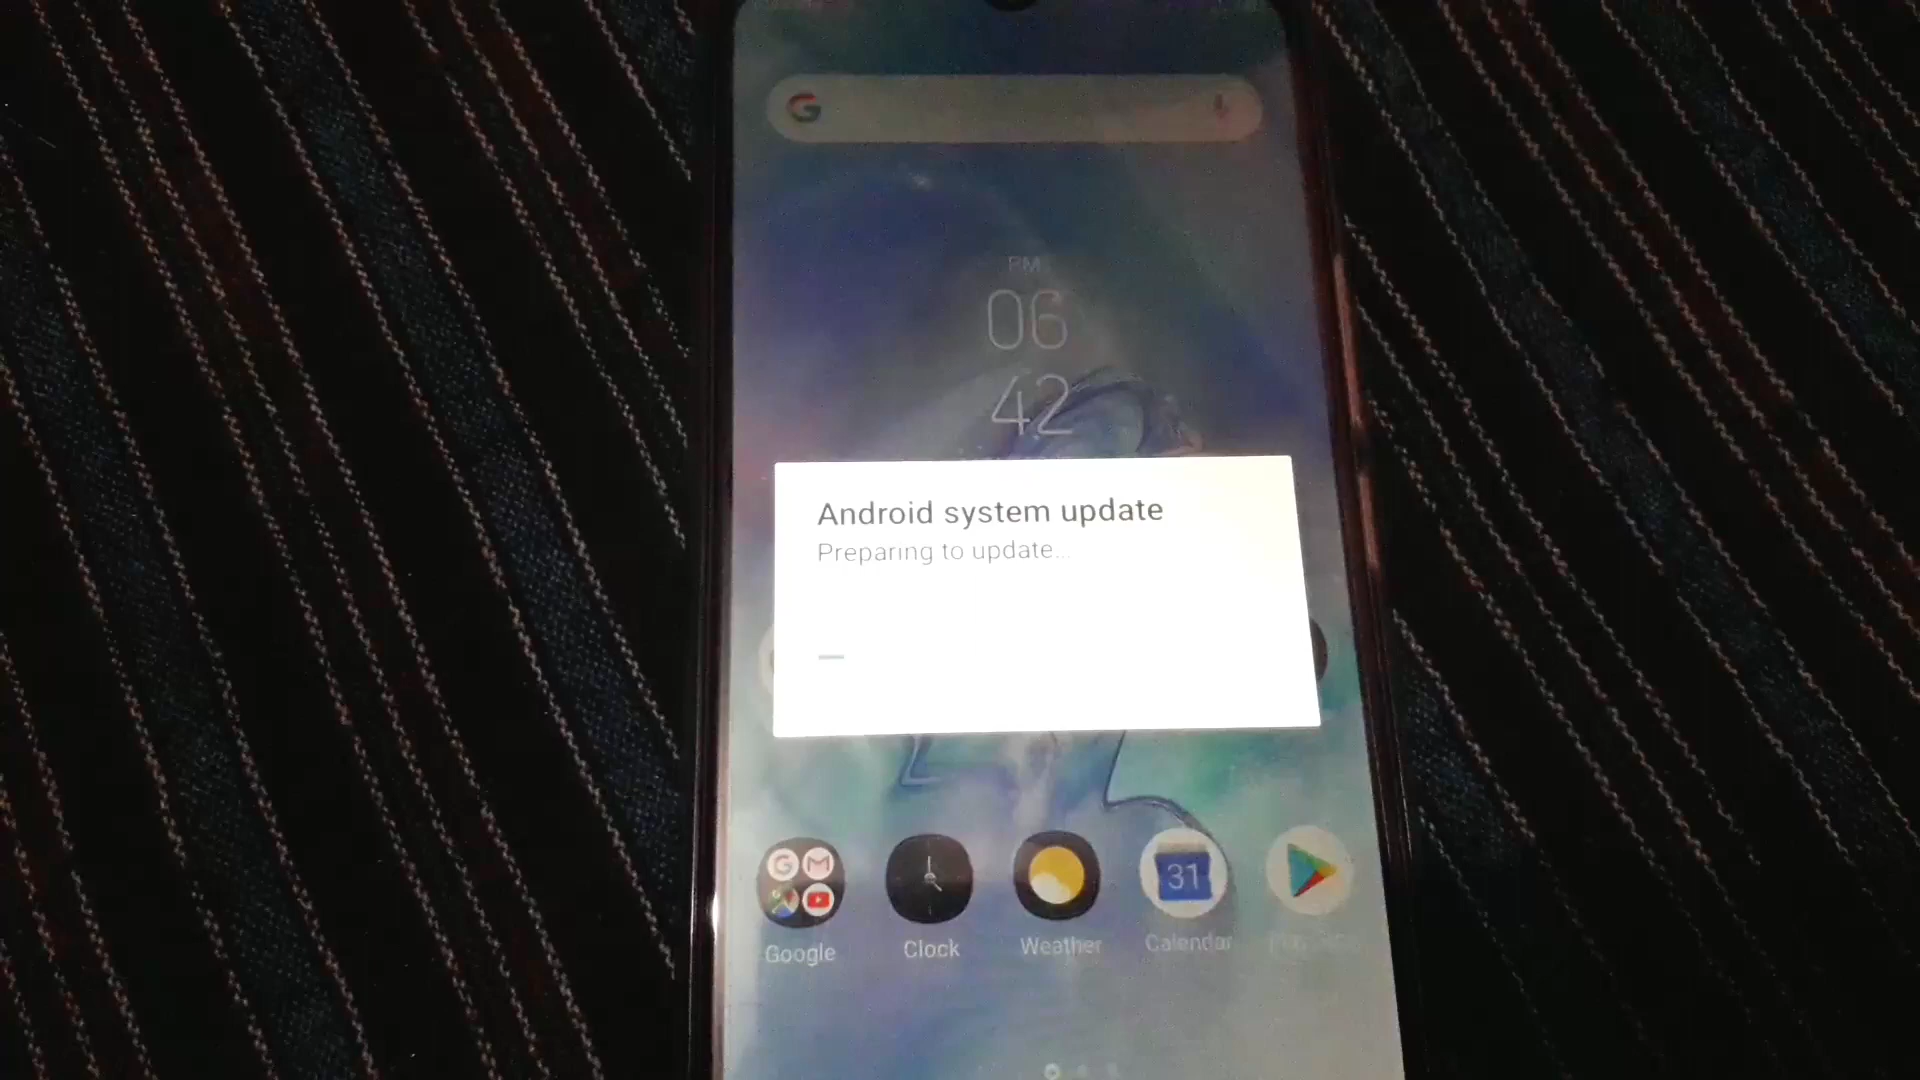 G
PM
06
42
Android system update
Preparing to update...
G M
31
Google Clock Weather Calendar